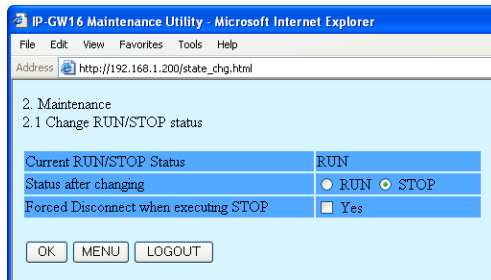 IP-GW16 Maintenance Utility - Microsoft Internet Explorer
File Edit View Favorites Tools Help
Address http://192.168.1.200/state_chg.html
2. Maintenance
2.1 Change RUN/STOP status
Current RUN/STOP Status RUN
Status after changing RUN STOP
Forced Disconnect when executing STOP Yes
OK MENU LOGOUT